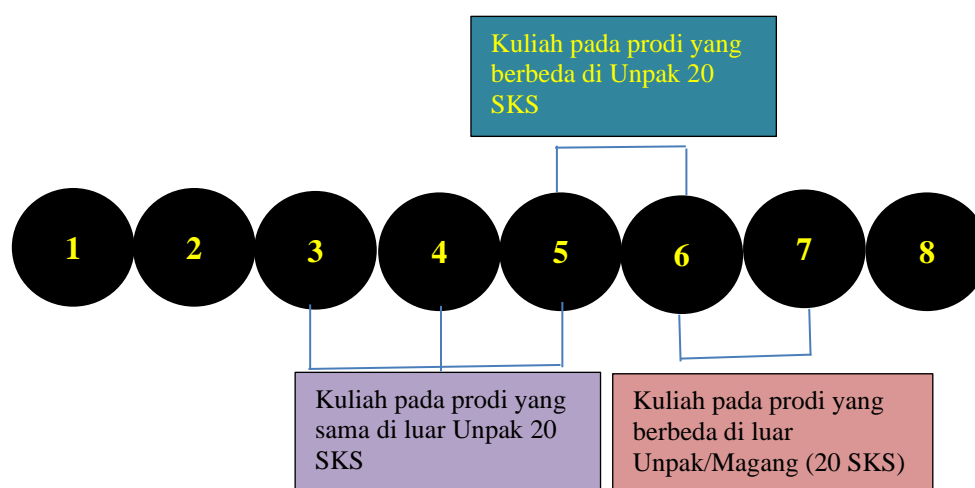 Kuliah pada prodi yang
berbeda di Unpak 20
SKS
1 2 3 4 5 6 7 8
Kuliah pada prodi yang
sama di luar Unpak 20
SKS
Kuliah pada prodi yang
berbeda di luar
Unpak/Magang (20 SKS)